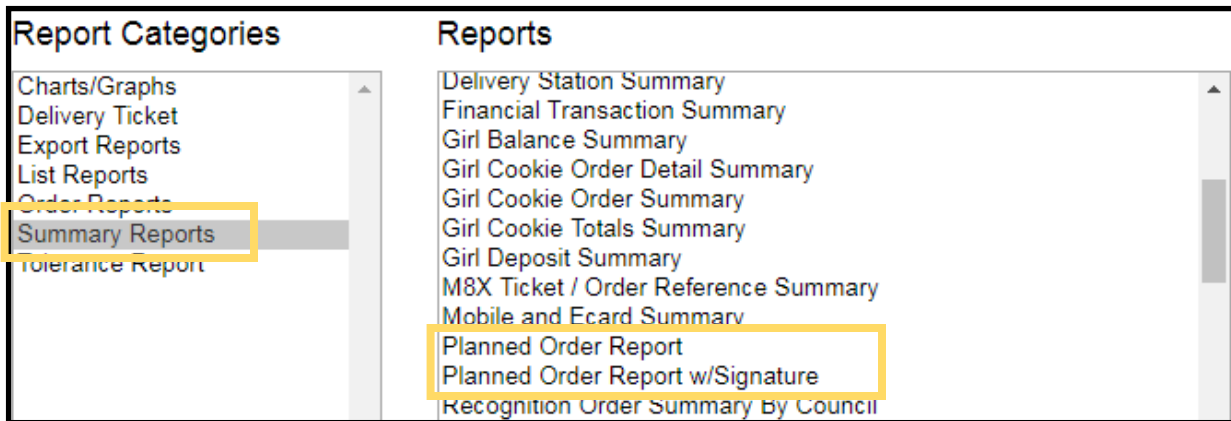 Report Categories
Charts/Graphs
Delivery Ticket
Export Reports
List Reports
Order Reports
Summary Reports
Tolerance Report
Reports
Delivery Station Summary
Financial Transaction Summary
Girl Balance Summary
Girl Cookie Order Detail Summary
Girl Cookie Order Summary
Girl Cookie Totals Summary
Girl Deposit Summary
M8X Ticket / Order Reference Summary
Mobile and Ecard Summary
Planned Order Report
Planned Order Report w/Signature
Recognition Order Summary By Council